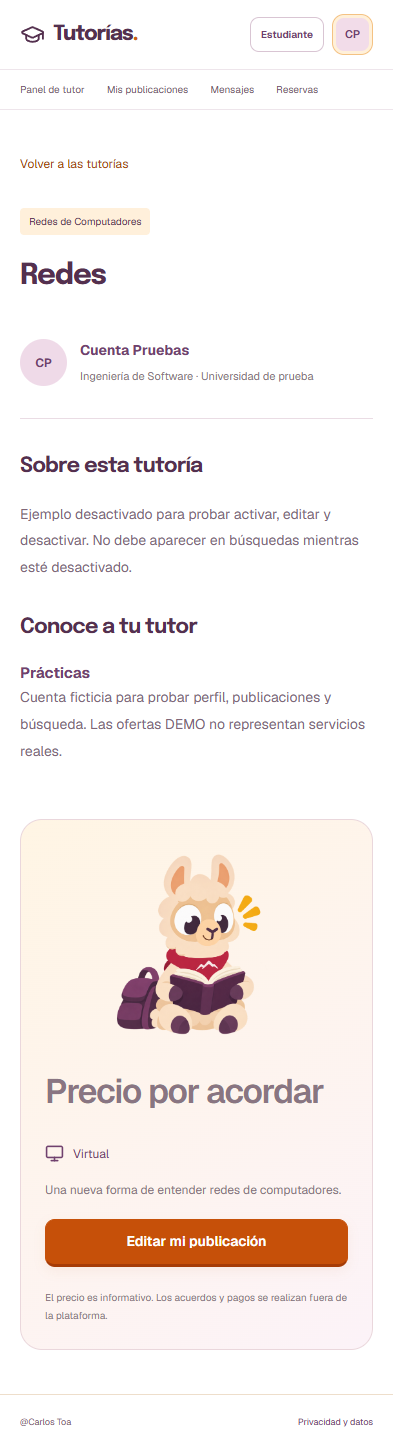 Tutorías.
Estudiante
CP
Panel de tutor
Mis publicaciones
Mensajes
Reservas
Volver a las tutorías
Redes de Computadores
Redes
CP
Cuenta Pruebas
Ingeniería de Software · Universidad de prueba
Sobre esta tutoría
Ejemplo desactivado para probar activar, editar y
desactivar. No debe aparecer en búsquedas mientras
esté desactivado.
Conoce a tu tutor
Prácticas
Cuenta ficticia para probar perfil, publicaciones y
búsqueda. Las ofertas DEMO no representan servicios
reales.
Precio por acordar
Virtual
Una nueva forma de entender redes de computadores.
Editar mi publicación
El precio es informativo. Los acuerdos y pagos se realizan fuera de
la plataforma.
@Carlos Toa
Privacidad y datos